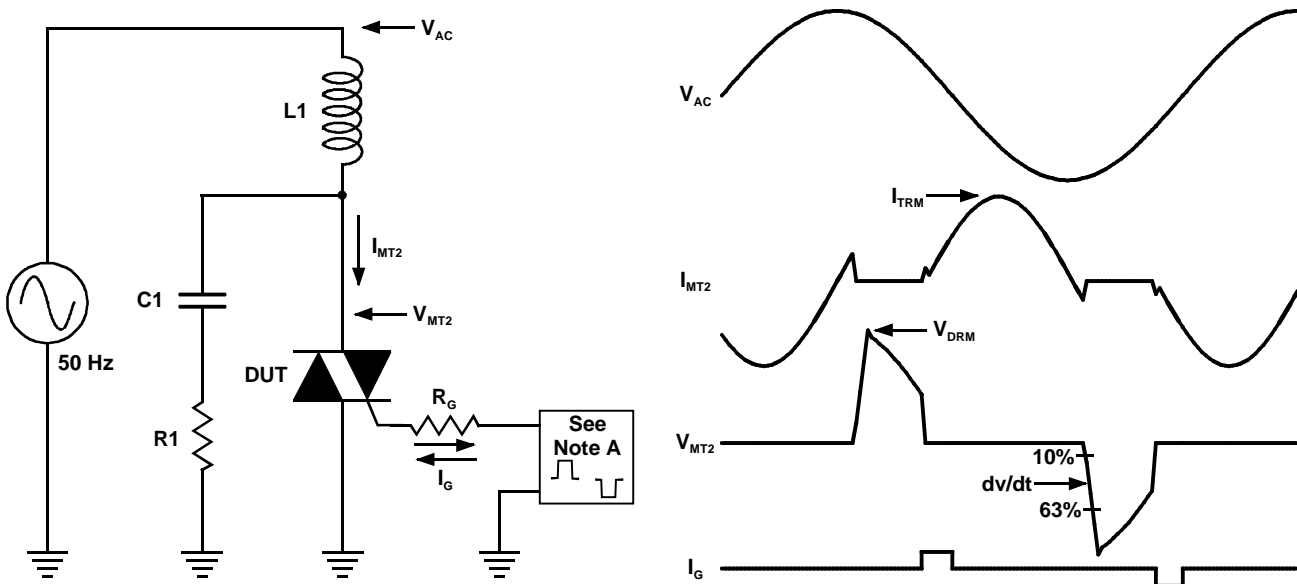 V_AC
L1
I_MT2
C1
V_MT2
50 Hz
DUT
R_G
See
Note A
R1
I_G
V_AC
I_TRM
I_MT2
V_DRM
V_MT2
10%
dv/dt
63%
I_G